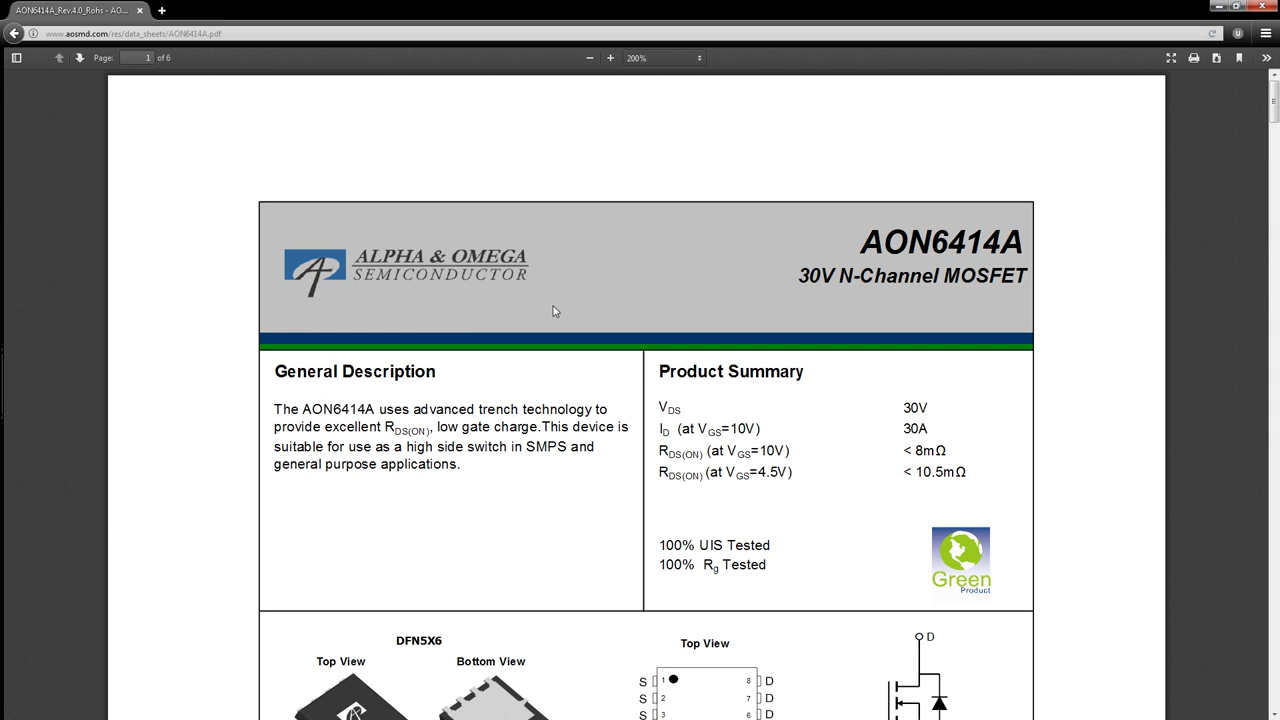 AON6414A_Rev.4.0_Rohs - AO...
www.aosmd.com/res/data_sheets/AON6414A.pdf
Page: 1 of 6
200%
ALPHA & OMEGA
SEMICONDUCTOR
AON6414A
30V N-Channel MOSFET
General Description
The AON6414A uses advanced trench technology to
provide excellent RDS(ON), low gate charge.This device is
suitable for use as a high side switch in SMPS and
general purpose applications.
Product Summary
VDS 30V
ID (at VGS=10V) 30A
RDS(ON) (at VGS=10V) < 8mΩ
RDS(ON) (at VGS=4.5V) < 10.5mΩ
100% UIS Tested
100% Rg Tested
Green
Product
DFN5X6
Top View
Bottom View
Top View
D
S 1 8 D
S 2 7 D
S 3 6 D